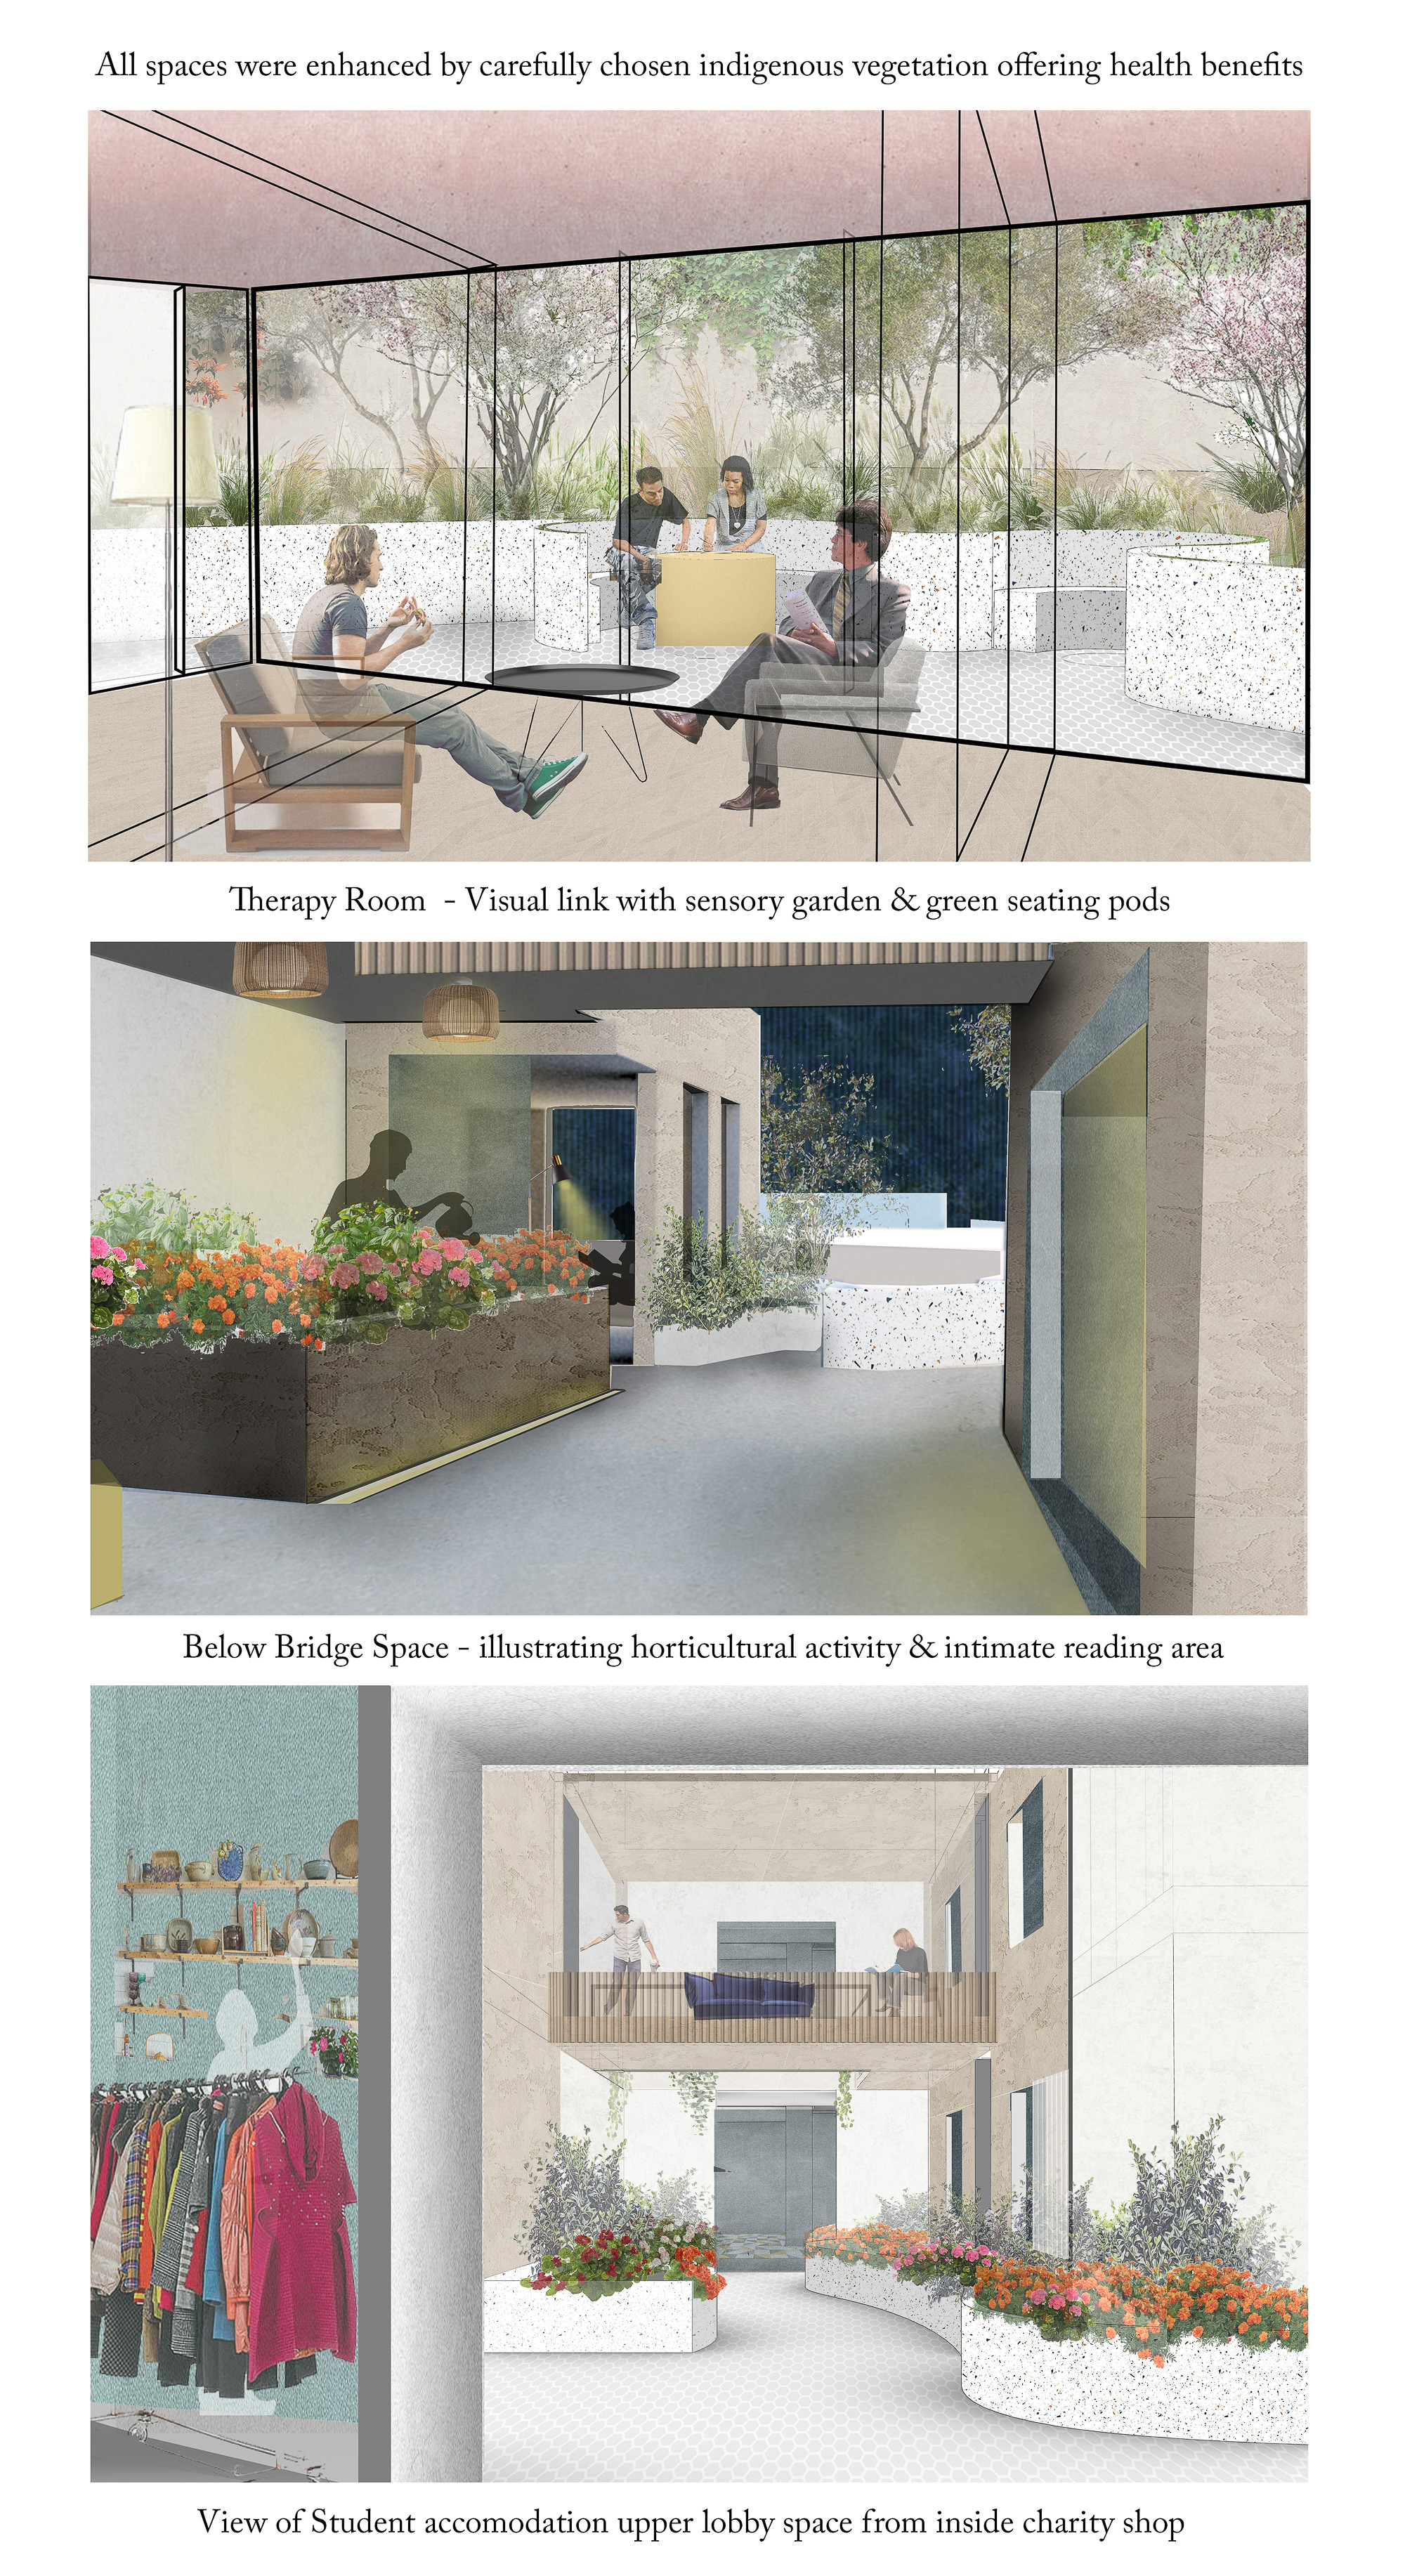 All spaces were enhanced by carefully chosen indigenous vegetation offering health benefits
Therapy Room - Visual link with sensory garden & green seating pods
Below Bridge Space - illustrating horticultural activity & intimate reading area
View of Student accomodation upper lobby space from inside charity shop